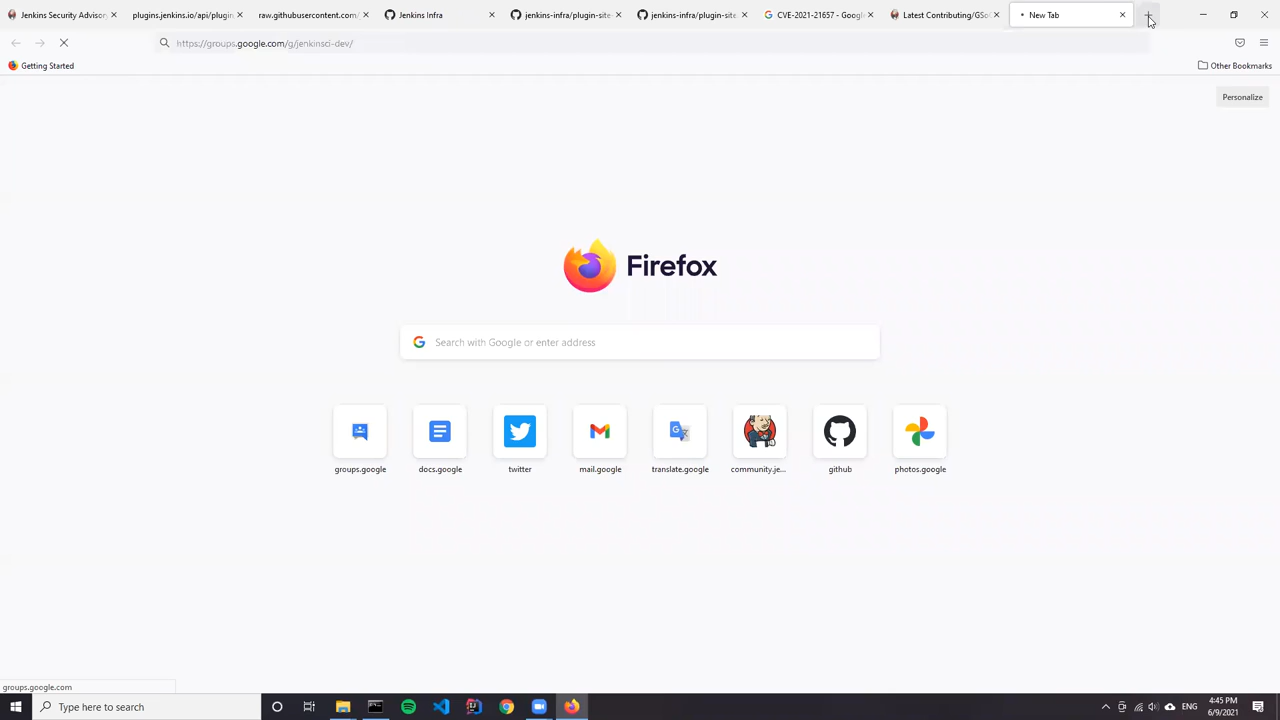 Jenkins Security Advisory
plugins.jenkins.io/api/plugin/
raw.githubusercontent.com/
Jenkins Infra
jenkins-infra/plugin-site-
jenkins-infra/plugin-site.
CVE-2021-21657 - Google
Latest Contributing/GSoC
New Tab
https://groups.google.com/g/jenkinsci-dev/
Getting Started
Other Bookmarks
Personalize
Firefox
Search with Google or enter address
groups.google
docs.google
twitter
mail.google
translate.google
community.je...
github
photos.google
groups.google.com
Type here to search
ENG
4:45 PM
6/9/2021